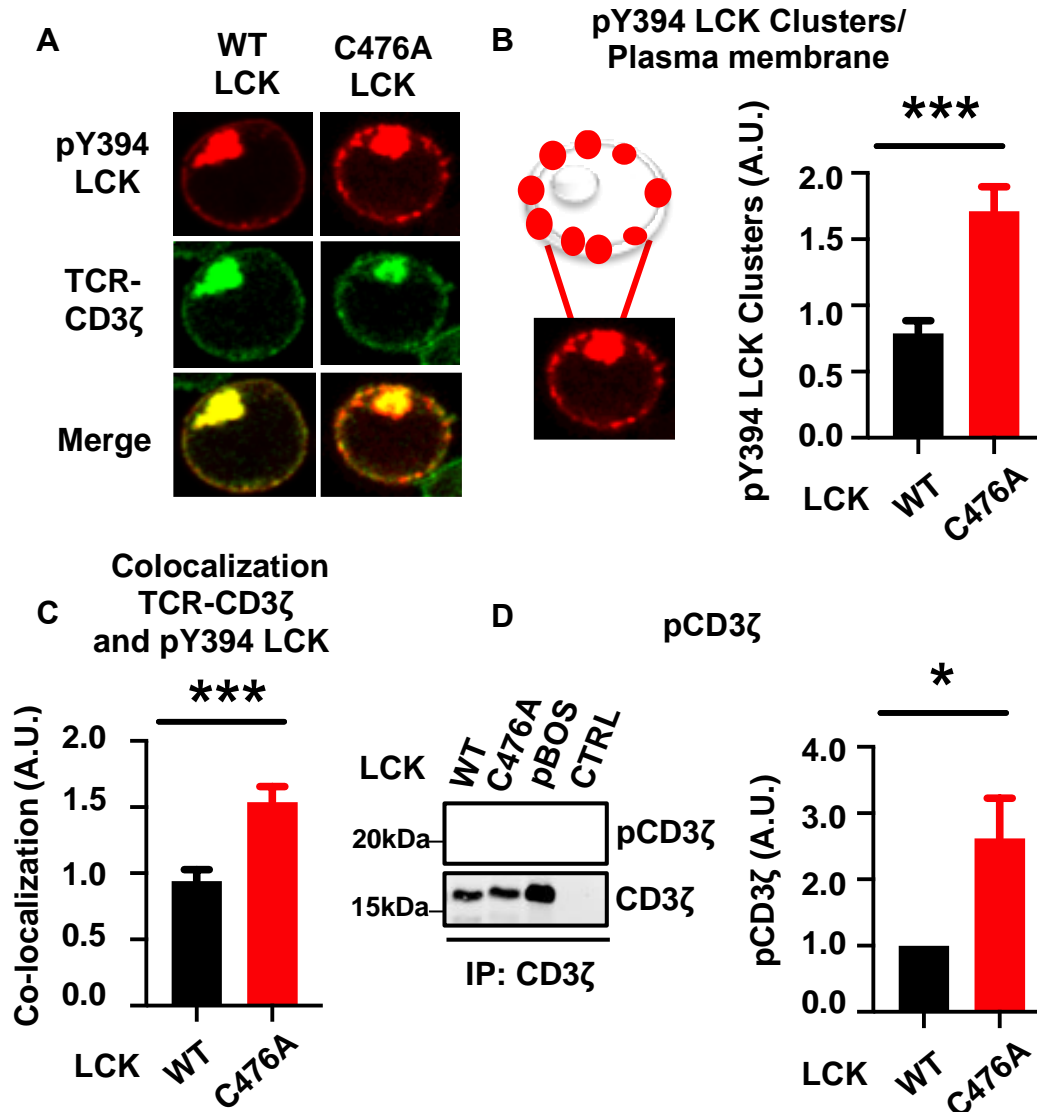 A
WT
LCK
C476A
LCK
pY394
LCK
TCR-
CD3ζ
Merge
B
pY394 LCK Clusters/
Plasma membrane
pY394 LCK Clusters (A.U.)
***
2.0
1.5
1.0
0.5
0.0
LCK
WT
C476A
C
Colocalization
TCR-CD3ζ
and pY394 LCK
Co-localization (A.U.)
***
2.0
1.5
1.0
0.5
0.0
LCK
WT
C476A
D
pCD3ζ
LCK
WT
C476A
pBOS
CTRL
20kDa
pCD3ζ
15kDa
CD3ζ
IP: CD3ζ
pCD3ζ (A.U.)
*
4.0
3.0
2.0
1.0
0.0
LCK
WT
C476A